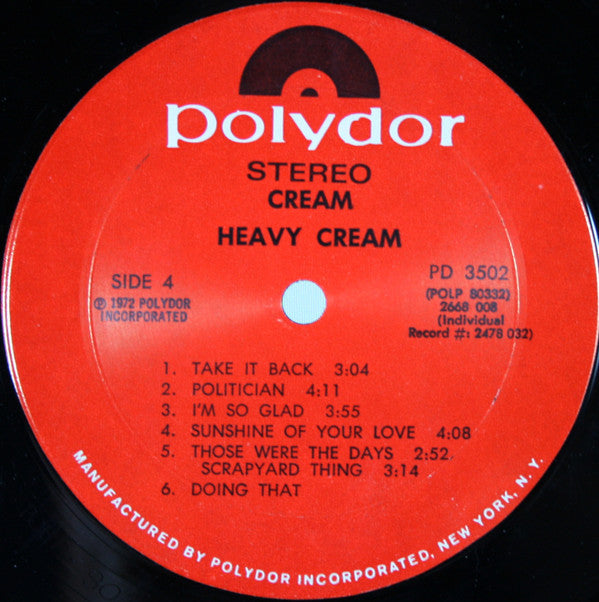 polydor
STEREO
CREAM
HEAVY CREAM
SIDE 4
℗ 1972 POLYDOR
INCORPORATED
PD 3502
(POLP 80332)
2668 008
(Individual
Record #: 2478 032)
1. TAKE IT BACK 3:04
2. POLITICIAN 4:11
3. I'M SO GLAD 3:55
4. SUNSHINE OF YOUR LOVE 4:08
5. THOSE WERE THE DAYS 2:52
SCRAPYARD THING 3:14
6. DOING THAT
MANUFACTURED BY POLYDOR INCORPORATED, NEW YORK, N.Y.